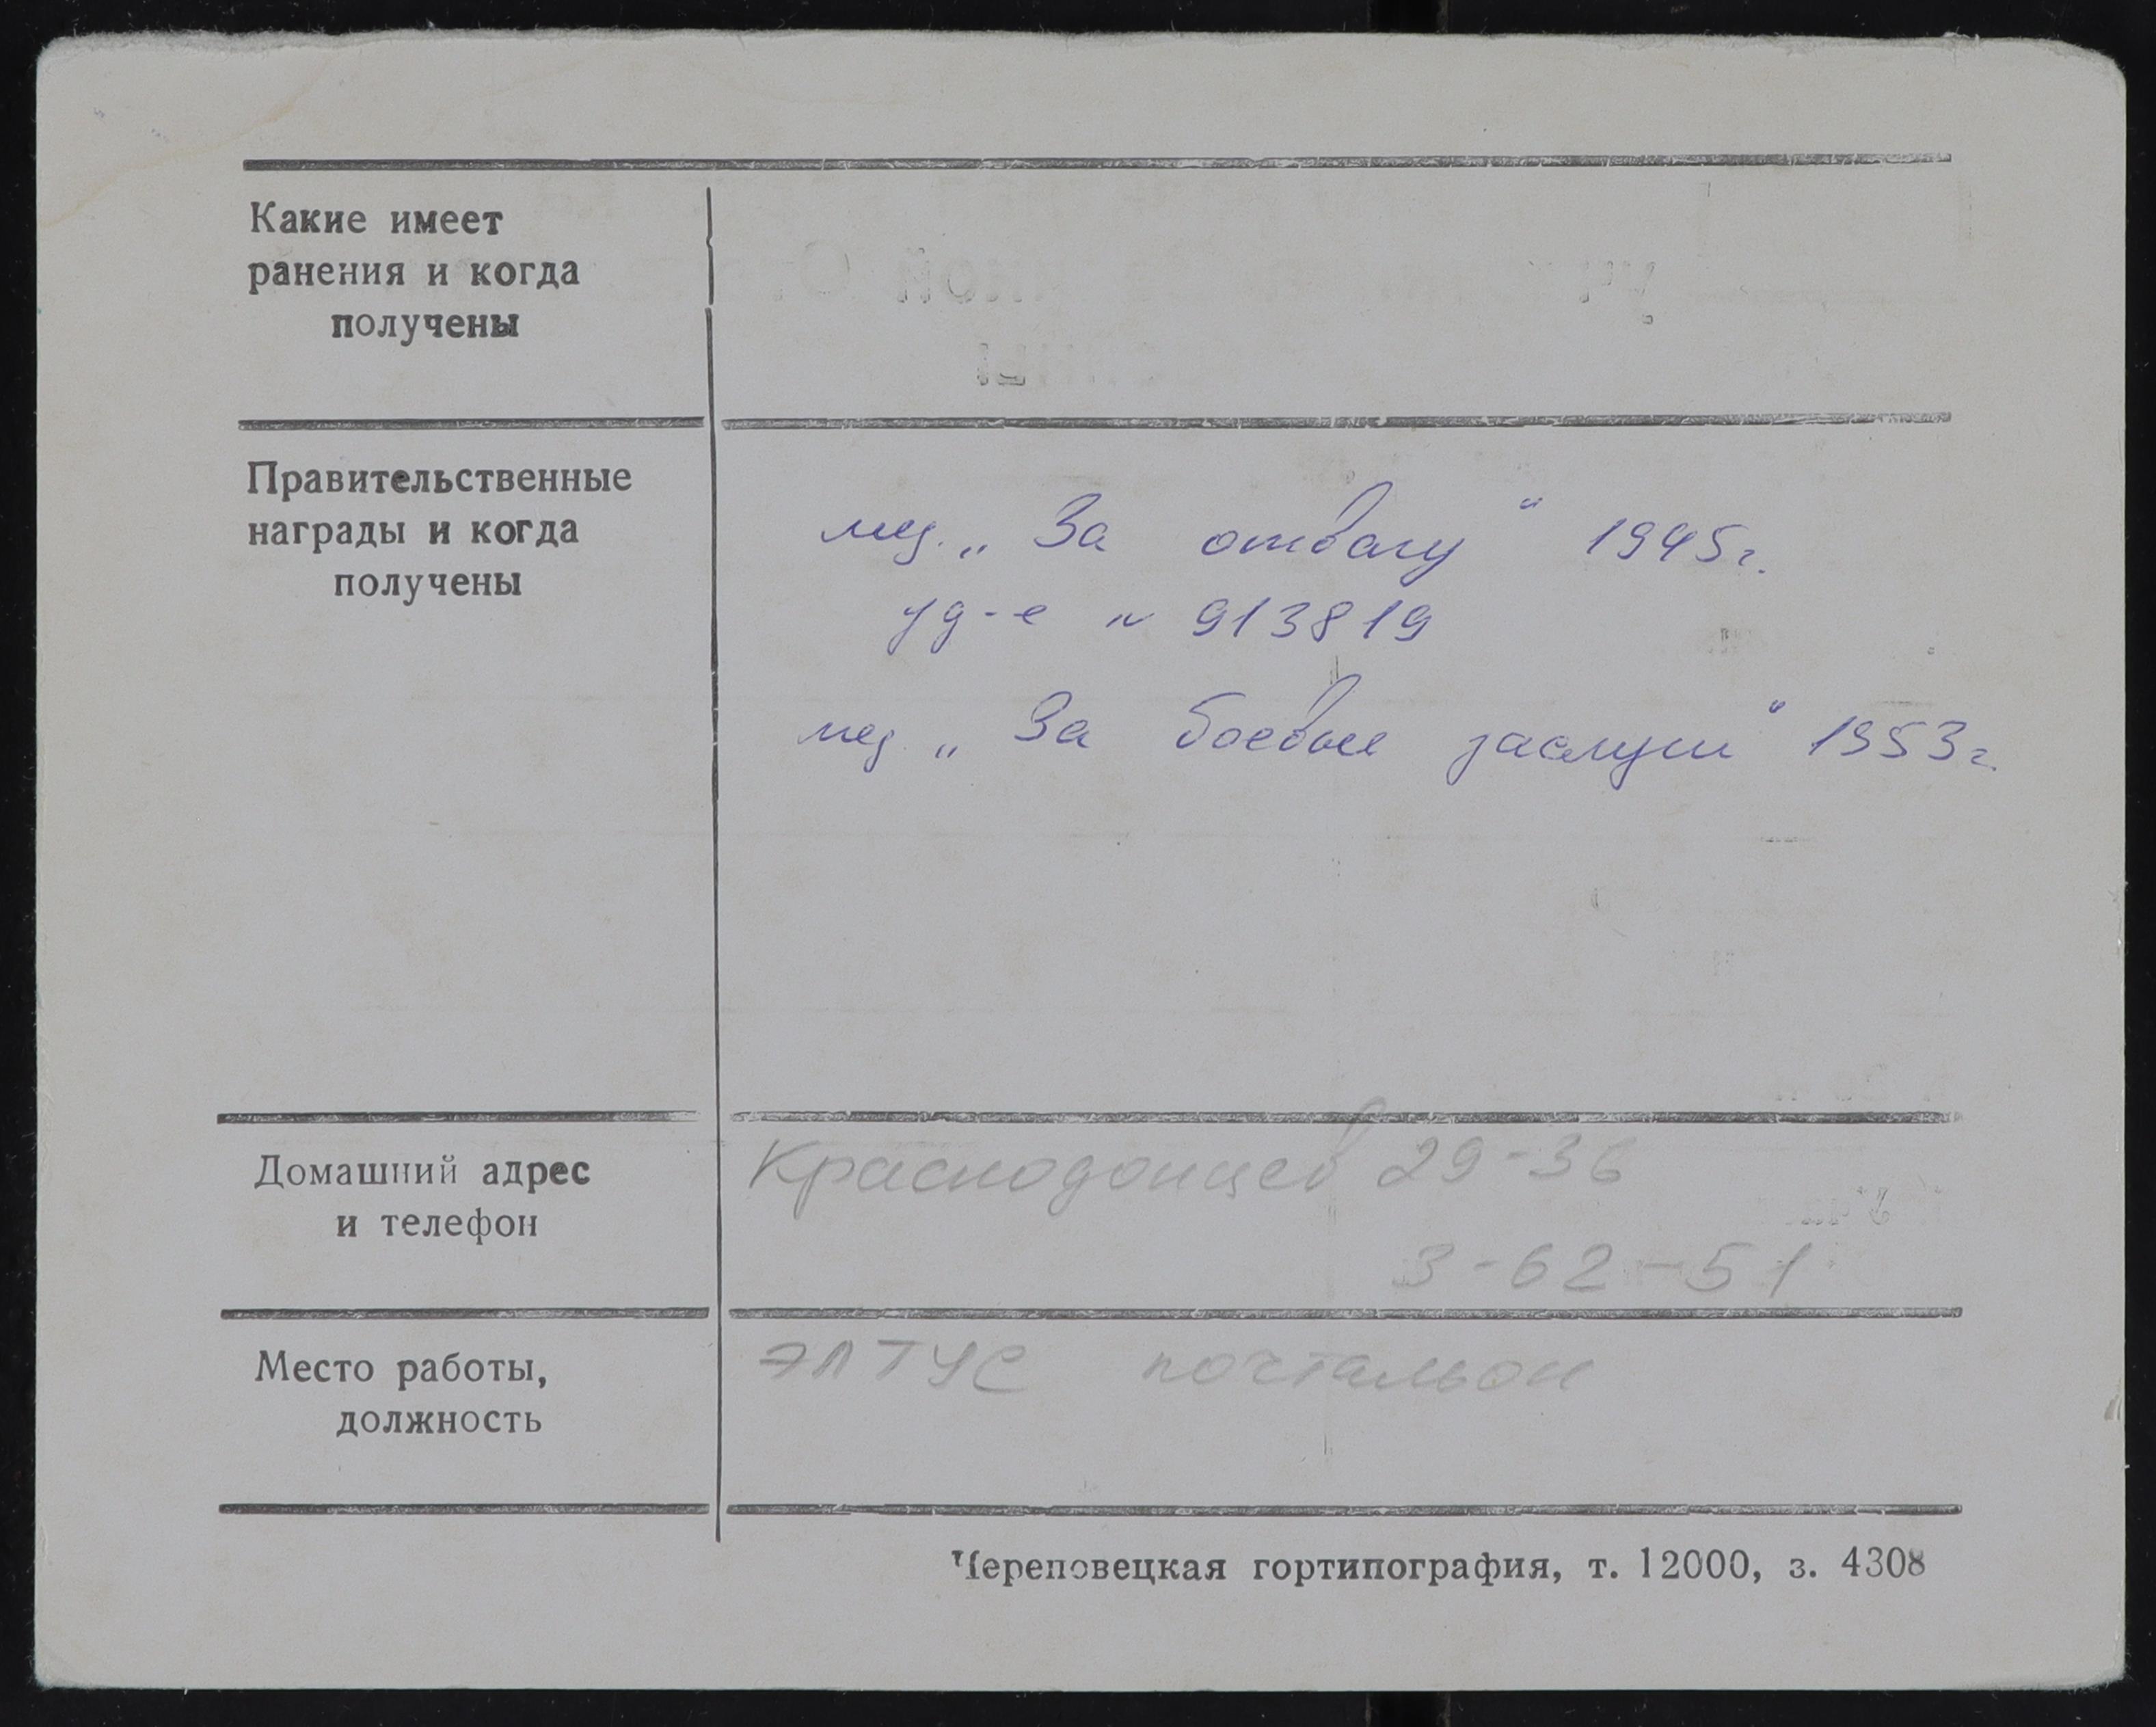 Какие имеет
ранения и когда
получены
Правительственные
награды и когда
получены
мед. „За отвагу“ 1945г.
уд-е № 913819
мед „За боевые заслуги“ 1953г.
Домашний адрес
и телефон
Краснодонцев 29-36
3-62-51
Место работы,
должность
ЭЛТУС почтальон
Череповецкая гортипография, т. 12000, з. 4308